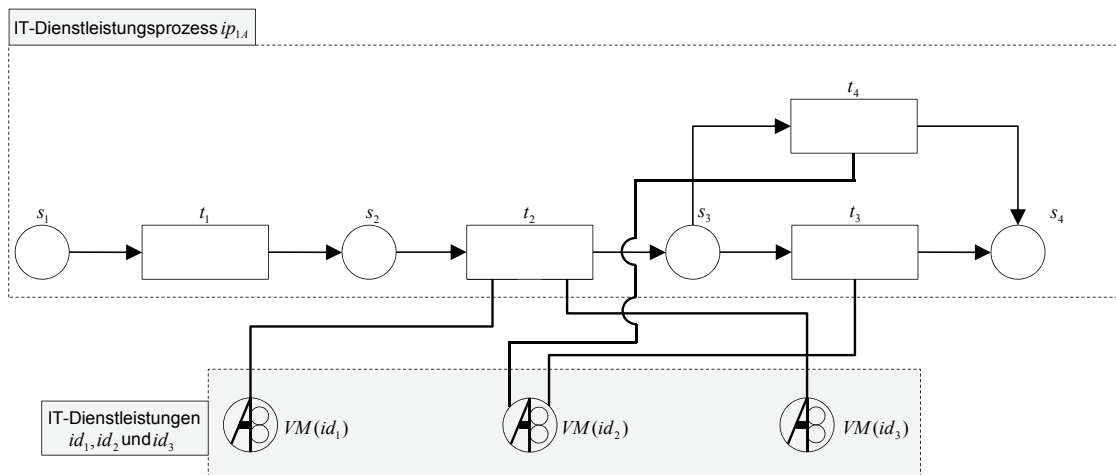 IT-Dienstleistungsprozess ip₁A
t₄
s₁
t₁
s₂
t₂
s₃
t₃
s₄
IT-Dienstleistungen
id₁, id₂ und id₃
VM(id₁)
VM(id₂)
VM(id₃)